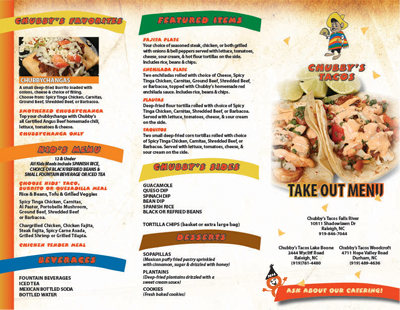 CHUBBY'S FAVORITES
CHUBBYCHANGAS
A small deep-fried Burrito loaded with
onions, cheese & choice of filling.
Choose from: Spicy Tinga Chicken, Carnitas,
Ground Beef, Shredded Beef, or Barbacoa.
SMOTHERED CHUBBYCHANGA
Top your chubbychanga with Chubby's
all Certified Angus Beef homemade chili,
lettuce, tomatoes & cheese.
CHUBBYCHANGA ONLY
KID'S MENU
12 & Under
All Kids Meals Include SPANISH RICE,
CHOICE OF BLACK/REFRIED BEANS &
SMALL FOUNTAIN BEVERAGE OR ICED TEA
CHOOSE KIDS' TACO,
BURRITO OR QUESADILLA MEAL
Rice & Beans, Tofu & Grilled Veggies
Spicy Tinga Chicken, Carnitas,
Al Pastor, Portabello Mushroom,
Ground Beef, Shredded Beef
or Barbacoa.
Chargrilled Chicken, Chicken Fajita,
Steak Fajita, Spicy Carne Asada,
Grilled Shrimp or Grilled Tilapia.
CHICKEN TENDER MEAL
BEVERAGES
FOUNTAIN BEVERAGES
ICED TEA
MEXICAN BOTTLED SODA
BOTTLED WATER
FEATURED ITEMS
FAJITA PLATE
Your choice of seasoned steak, chicken, or both grilled
with onions & bell peppers served with lettuce, tomatoes,
cheese, sour cream, & hot flour tortillas on the side.
Includes rice, beans & chips.
ENCHILADA PLATE
Two enchiladas rolled with choice of Cheese, Spicy
Tinga Chicken, Carnitas, Ground Beef, Shredded Beef,
or Barbacoa, topped with Chubby's homemade red
enchilada sauce. Includes rice, beans & chips.
FLAUTAS
Deep-fried flour tortilla rolled with choice of Spicy
Tinga Chicken, Carnitas, Shredded Beef, or Barbacoa.
Served with lettuce, tomatoes, cheese, & sour cream
on the side.
TAQUITOS
Two small deep-fried corn tortillas rolled with choice
of Spicy Tinga Chicken, Carnitas, Shredded Beef, or
Barbacoa. Served with lettuce, tomatoes, cheese, &
sour cream on the side.
CHUBBY'S SIDES
GUACAMOLE
QUESO DIP
SPINACH DIP
BEAN DIP
SPANISH RICE
BLACK OR REFRIED BEANS
TORTILLA CHIPS (basket or extra large bag)
DESSERTS
SOPAPILLAS
(Mexican puffy fried pastry sprinkled
with cinnamon, sugar & drizzled with honey)
PLANTAINS
(Deep-fried plantains drizzled with a
sweet cream sauce)
COOKIES
(Fresh baked cookies)
CHUBBY'S
TACOS
TAKE OUT MENU
Chubby's Tacos Falls River
10511 Shadowlawn Dr
Raleigh, NC
919-846-7044
Chubby's Tacos Lake Boone
2444 Wycliff Road
Raleigh, NC
(919)781-4480
Chubby's Tacos Woodcroft
4711 Hope Valley Road
Durham, NC
(919) 489-4636
ASK ABOUT OUR CATERING!